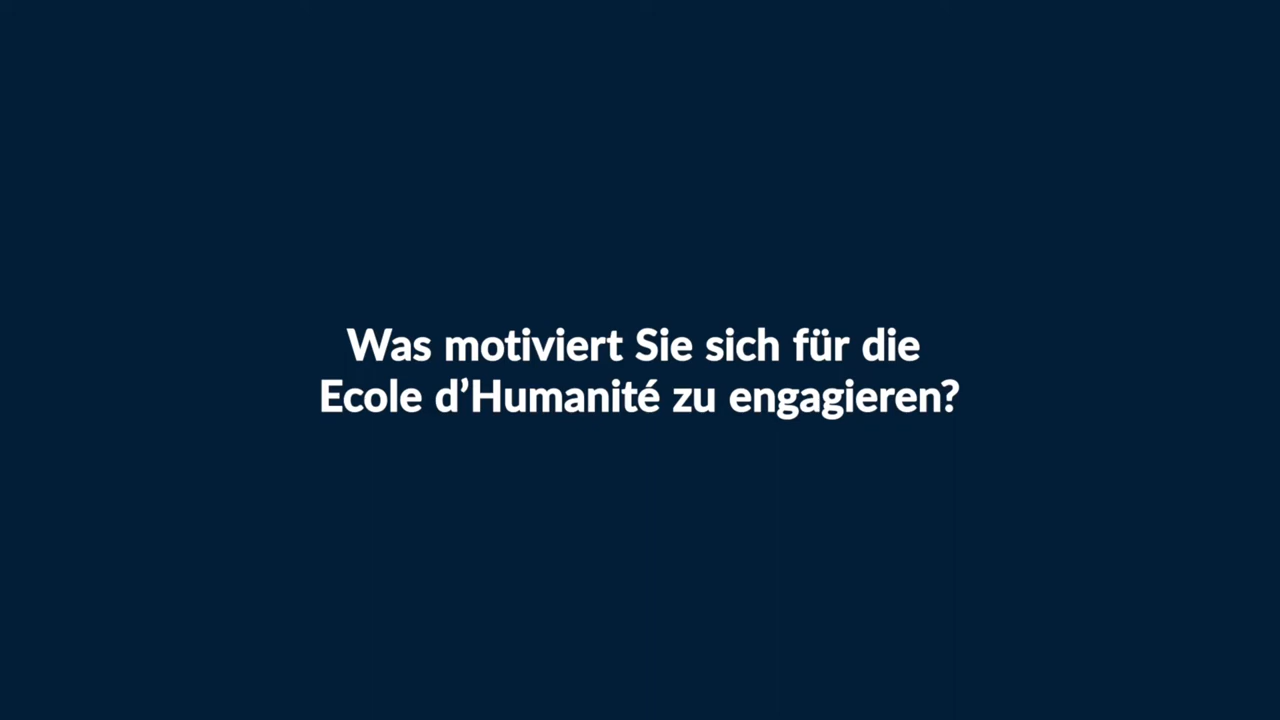 Was motiviert Sie sich für die
Ecole d’Humanité zu engagieren?